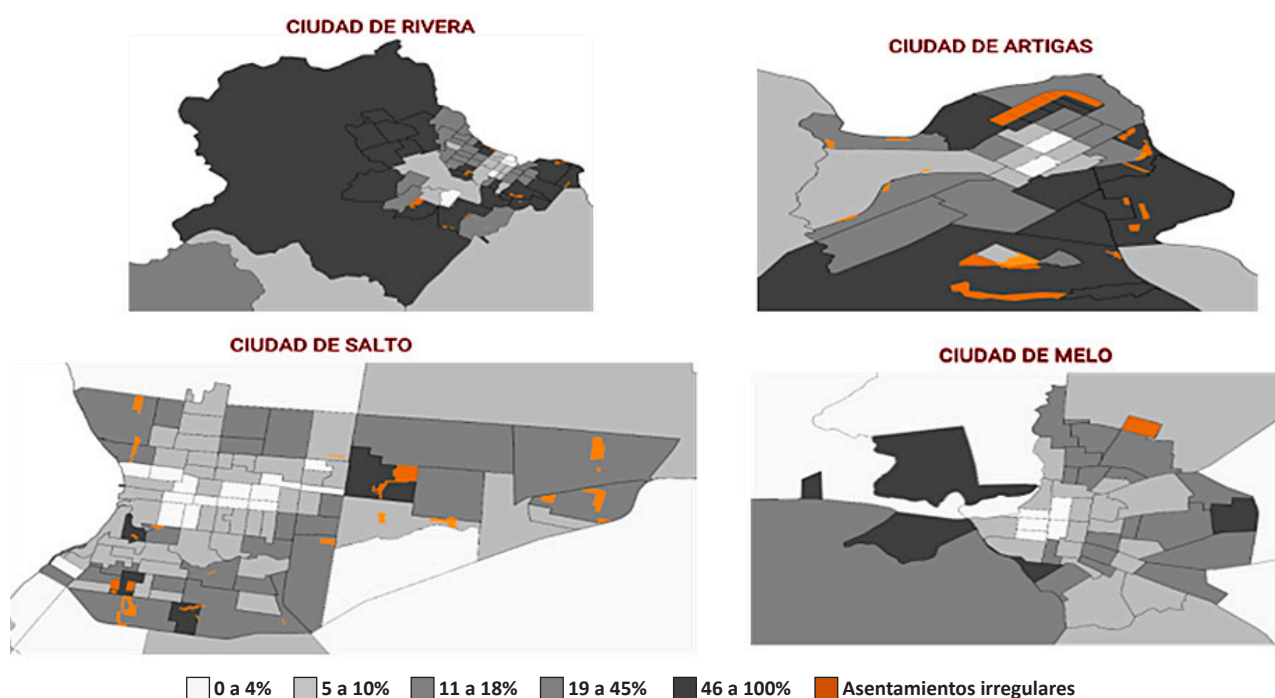 CIUDAD DE RIVERA
CIUDAD DE ARTIGAS
CIUDAD DE SALTO
CIUDAD DE MELO
0 a 4% 5 a 10% 11 a 18% 19 a 45% 46 a 100% Asentamientos irregulares